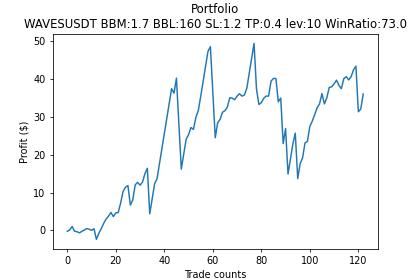 Portfolio
WAVESUSDT BBM:1.7 BBL:160 SL:1.2 TP:0.4 lev:10 WinRatio:73.0
50
40
30
20
10
0
Profit ($)
0 20 40 60 80 100 120
Trade counts